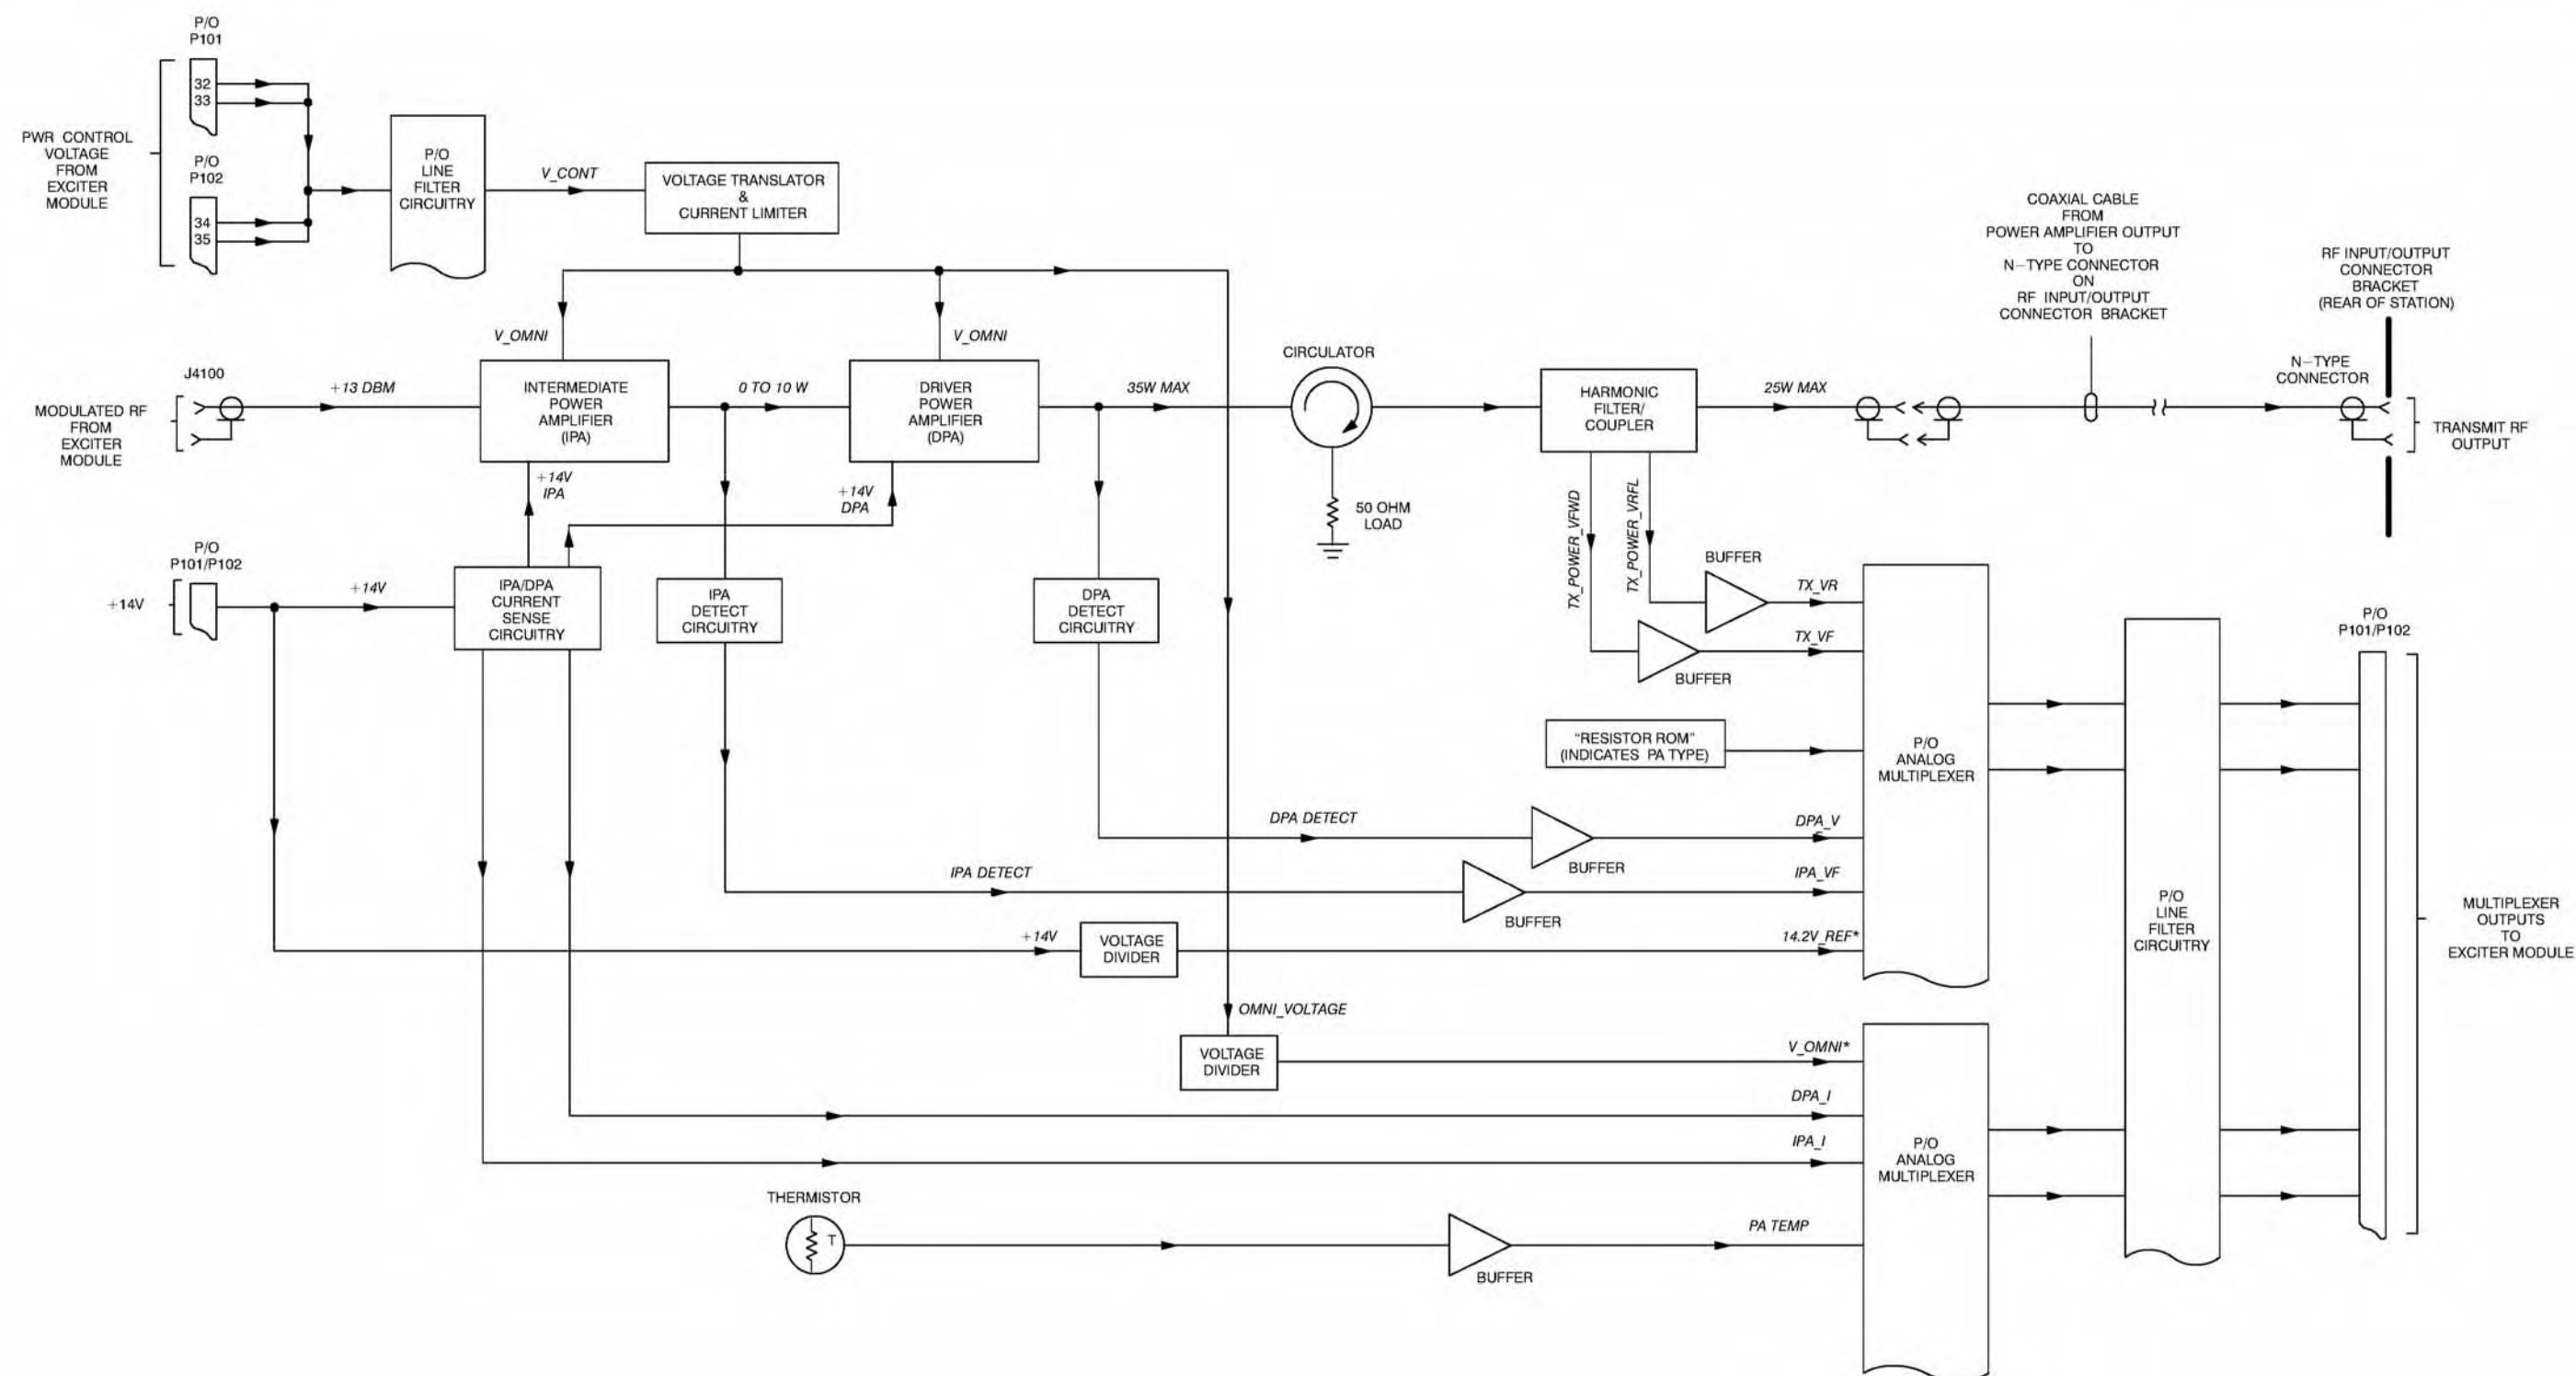 P/O
P101
32
33
PWR CONTROL
VOLTAGE
FROM
EXCITER
MODULE
P/O
P102
34
35
P/O
LINE
FILTER
CIRCUITRY
V_CONT
VOLTAGE TRANSLATOR
&
CURRENT LIMITER
V_OMNI
V_OMNI
J4100
MODULATED RF
FROM
EXCITER
MODULE
+13 DBM
INTERMEDIATE
POWER
AMPLIFIER
(IPA)
0 TO 10 W
DRIVER
POWER
AMPLIFIER
(DPA)
35W MAX
CIRCULATOR
50 OHM
LOAD
HARMONIC
FILTER/
COUPLER
25W MAX
COAXIAL CABLE
FROM
POWER AMPLIFIER OUTPUT
TO
N–TYPE CONNECTOR
ON
RF INPUT/OUTPUT
CONNECTOR BRACKET
RF INPUT/OUTPUT
CONNECTOR
BRACKET
(REAR OF STATION)
N–TYPE
CONNECTOR
TRANSMIT RF
OUTPUT
+14V
IPA
+14V
DPA
P/O
P101/P102
+14V
+14V
IPA/DPA
CURRENT
SENSE
CIRCUITRY
IPA
DETECT
CIRCUITRY
DPA
DETECT
CIRCUITRY
TX_POWER_VFWD
TX_POWER_VRFL
BUFFER
TX_VR
TX_VF
BUFFER
"RESISTOR ROM"
(INDICATES PA TYPE)
P/O
ANALOG
MULTIPLEXER
DPA DETECT
BUFFER
DPA_V
IPA DETECT
BUFFER
IPA_VF
+14V
VOLTAGE
DIVIDER
14.2V_REF*
OMNI_VOLTAGE
VOLTAGE
DIVIDER
V_OMNI*
DPA_I
IPA_I
P/O
ANALOG
MULTIPLEXER
THERMISTOR
T
BUFFER
PA TEMP
P/O
LINE
FILTER
CIRCUITRY
P/O
P101/P102
MULTIPLEXER
OUTPUTS
TO
EXCITER MODULE